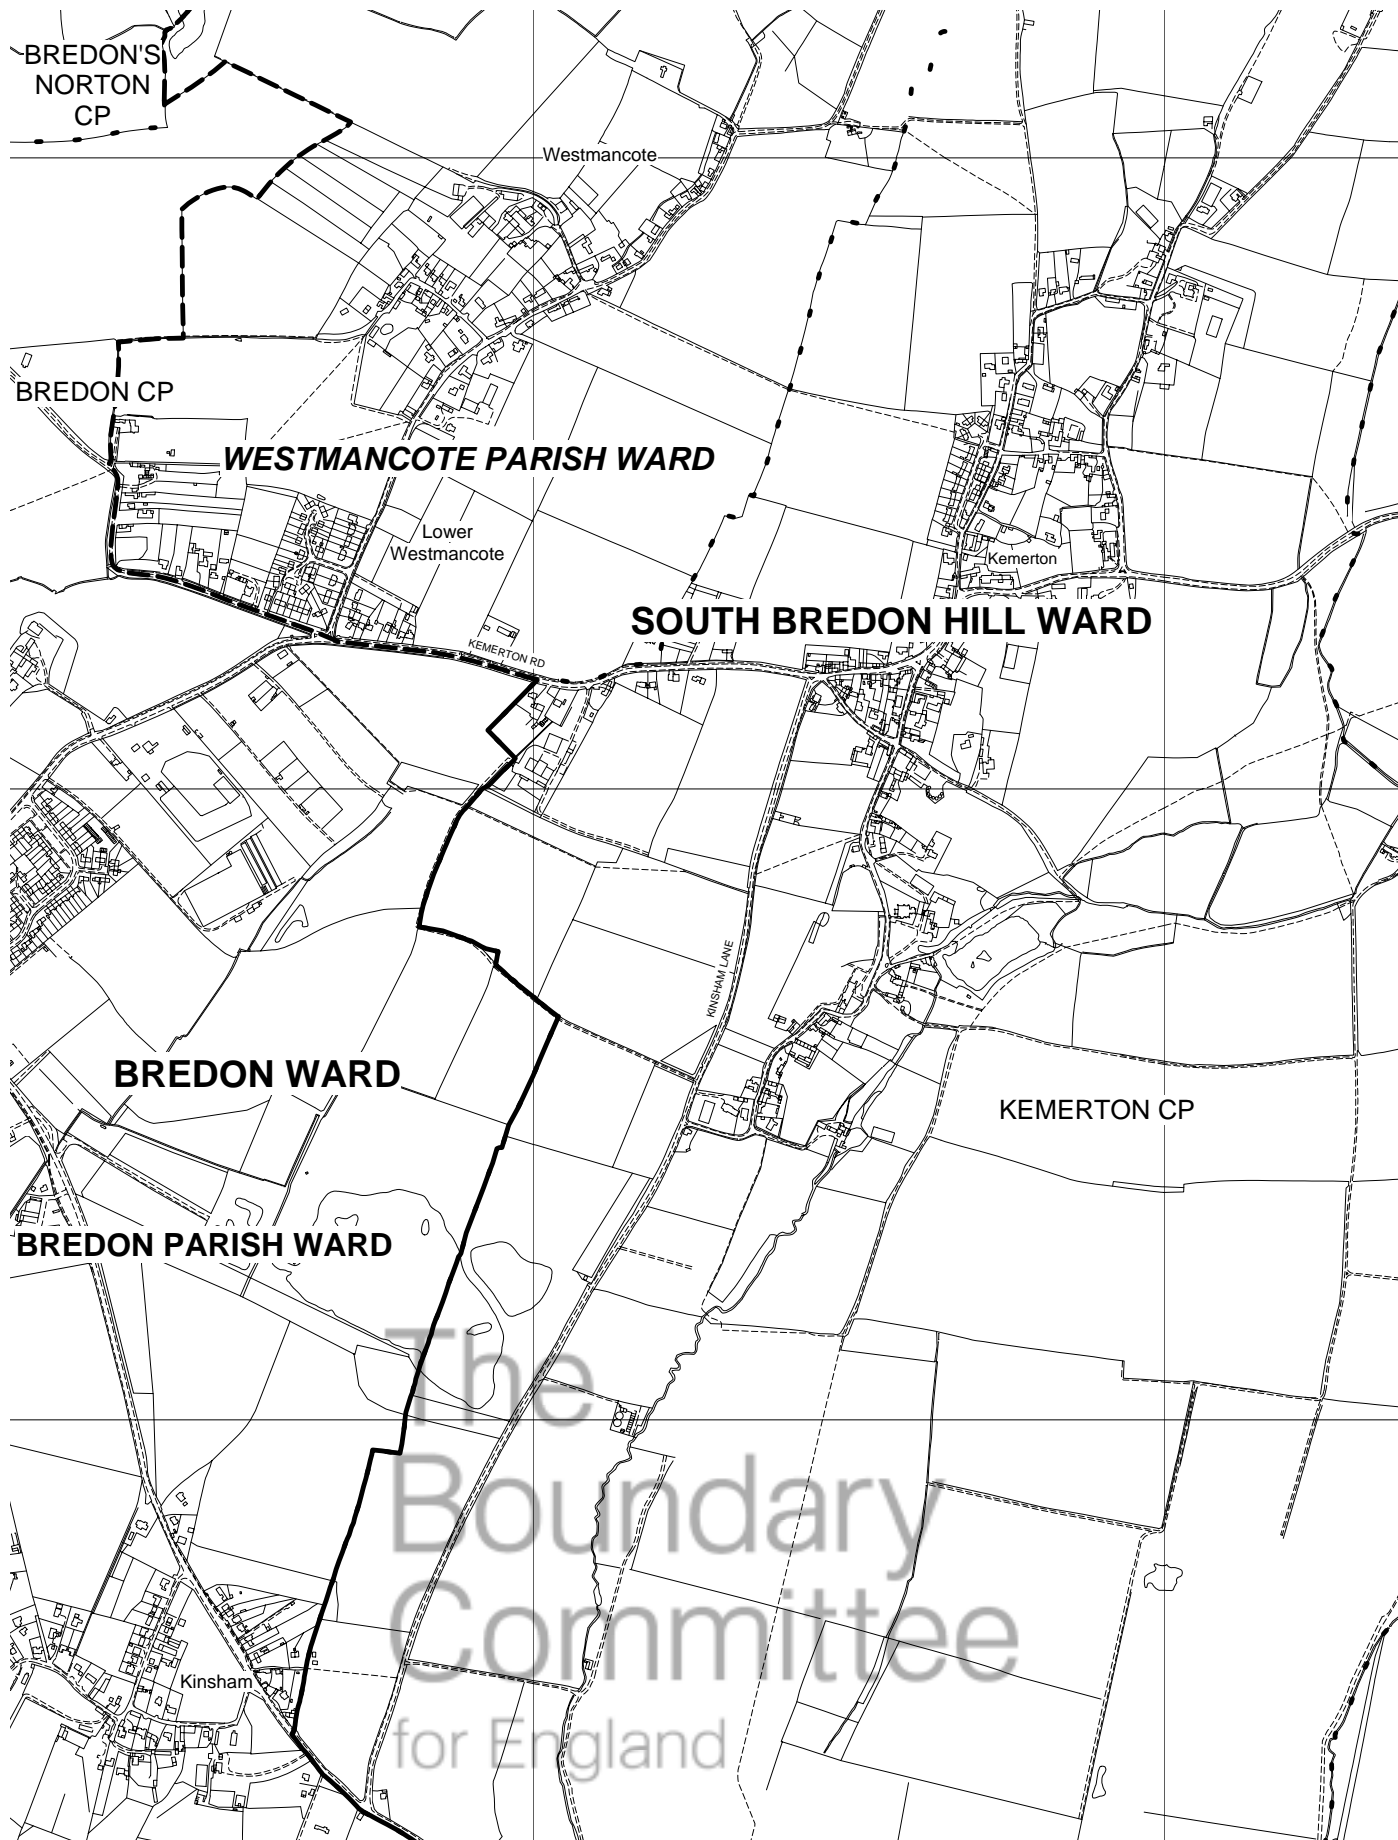 BREDON'S
NORTON
CP
Westmancote
BREDON CP
WESTMANCOTE PARISH WARD
Lower
Westmancote
Kemerton
SOUTH BREDON HILL WARD
KEMERTON RD
KINSHAM LANE
BREDON WARD
KEMERTON CP
BREDON PARISH WARD
The
Boundary
Committee
for England
Kinsham